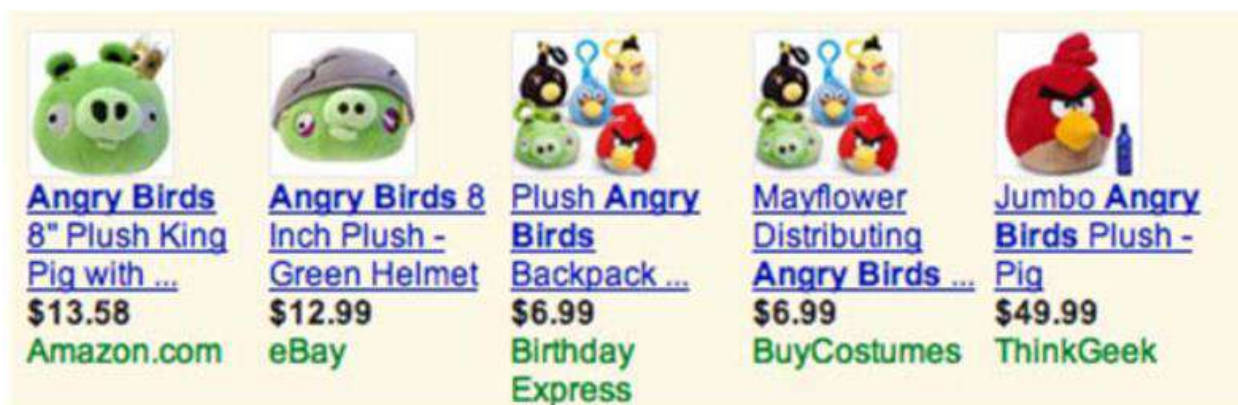 Angry Birds
8" Plush King
Pig with ...
$13.58
Amazon.com
Angry Birds 8
Inch Plush -
Green Helmet
$12.99
eBay
Plush Angry
Birds
Backpack ...
$6.99
Birthday
Express
Mayflower
Distributing
Angry Birds ...
$6.99
BuyCostumes
Jumbo Angry
Birds Plush -
Pig
$49.99
ThinkGeek